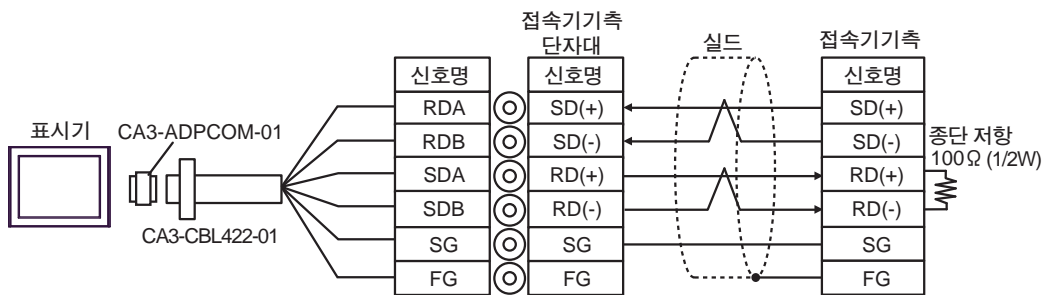 접속기기측
단자대
실드
접속기기측
신호명
신호명
신호명
RDA
SD(+)
SD(+)
표시기
CA3-ADPCOM-01
RDB
SD(-)
SD(-)
종단 저항
100Ω (1/2W)
SDA
RD(+)
RD(+)
SDB
RD(-)
RD(-)
CA3-CBL422-01
SG
SG
SG
FG
FG
FG